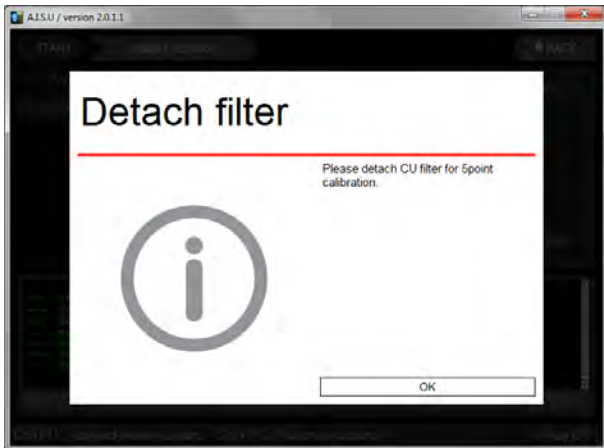 A.I.S.U / version 2.0.1.1
START
BACK
Detach filter
Please detach CU filter for 5point
calibration.
OK